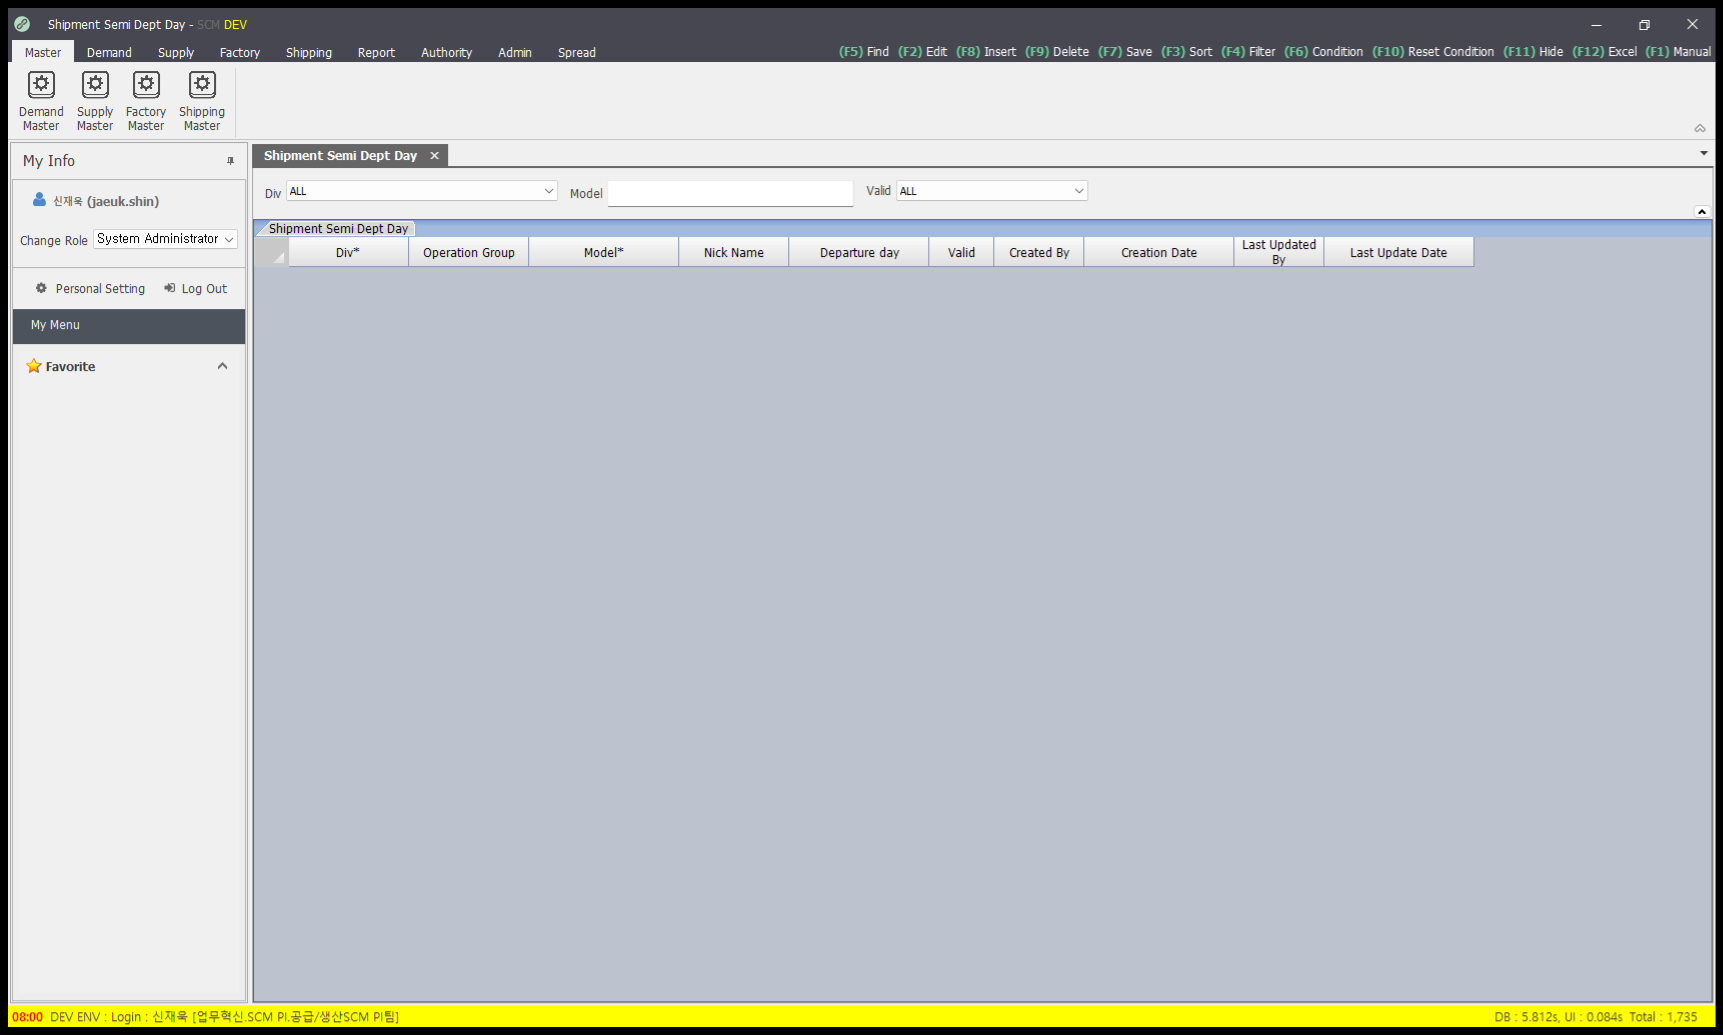 Shipment Semi Dept Day - SCM DEV
Master Demand Supply Factory Shipping Report Authority Admin Spread (F5) Find (F2) Edit (F8) Insert (F9) Delete (F7) Save (F3) Sort (F4) Filter (F6) Condition (F10) Reset Condition (F11) Hide (F12) Excel (F1) Manual
Demand Master Supply Master Factory Master Shipping Master
My Info
신재욱 (jaeuk.shin)
Change Role System Administrator
Personal Setting Log Out
My Menu
Favorite
Shipment Semi Dept Day
Div ALL Model Valid ALL
Shipment Semi Dept Day
Div* Operation Group Model* Nick Name Departure day Valid Created By Creation Date Last Updated By Last Update Date
08:00 DEV ENV : Login : 신재욱 [업무혁신.SCM PI.공급/생산SCM PI팀] DB : 5.812s, UI : 0.084s Total : 1,735